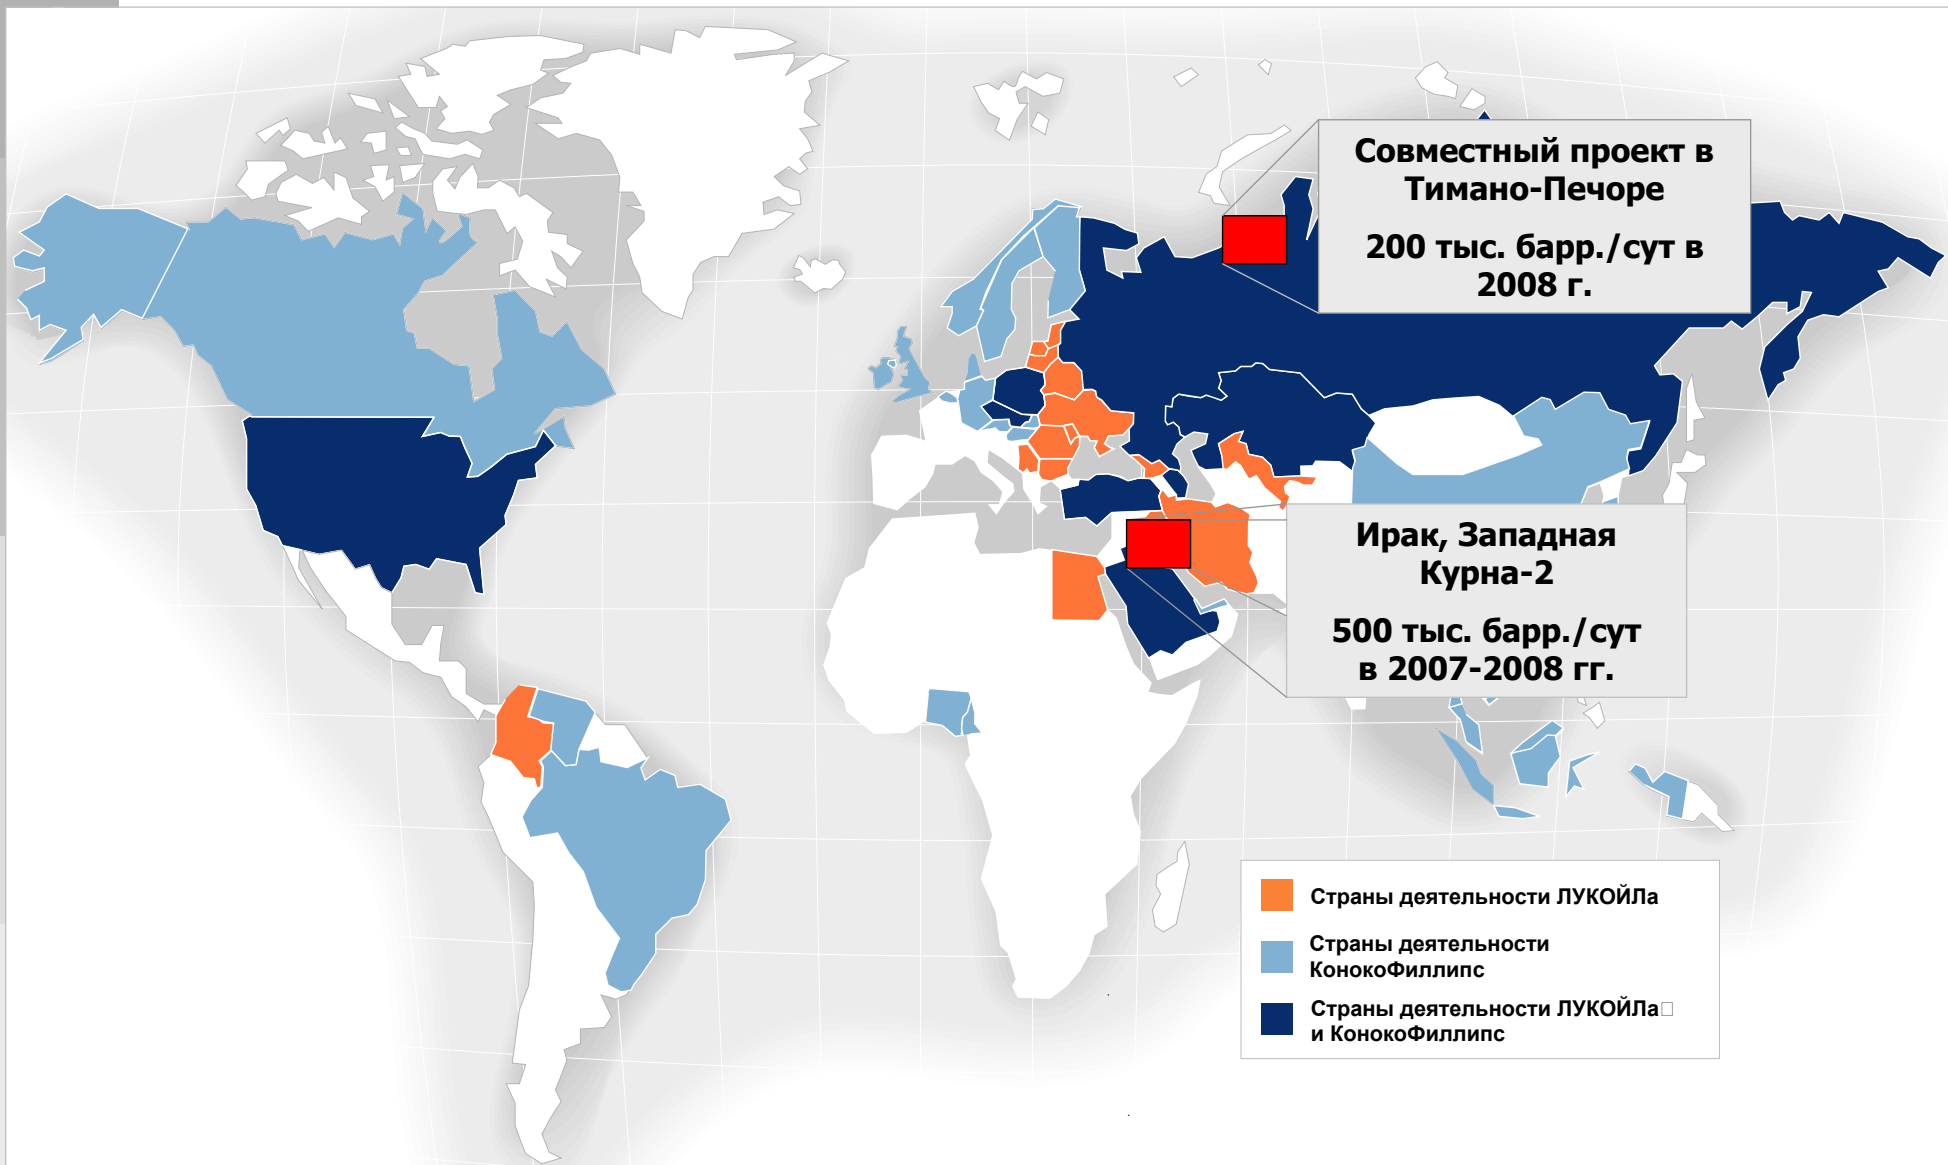 Совместный проект в
Тимано-Печоре
200 тыс. барр./сут в
2008 г.
Ирак, Западная
Курна-2
500 тыс. барр./сут
в 2007-2008 гг.
Страны деятельности ЛУКОЙЛа
Страны деятельности
КонокоФиллипс
Страны деятельности ЛУКОЙЛа
и КонокоФиллипс